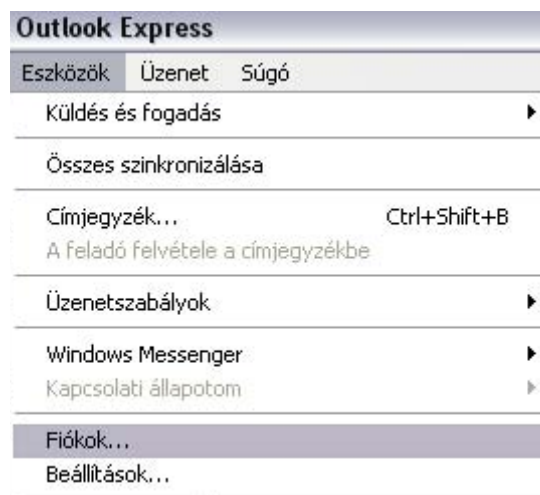 Outlook Express
Eszközök Üzenet Súgó
Küldés és fogadás
Összes szinkronizálása
Címjegyzék... Ctrl+Shift+B
A feladó felvétele a címjegyzékbe
Üzenetszabályok
Windows Messenger
Kapcsolati állapotom
Fiókok...
Beállítások...